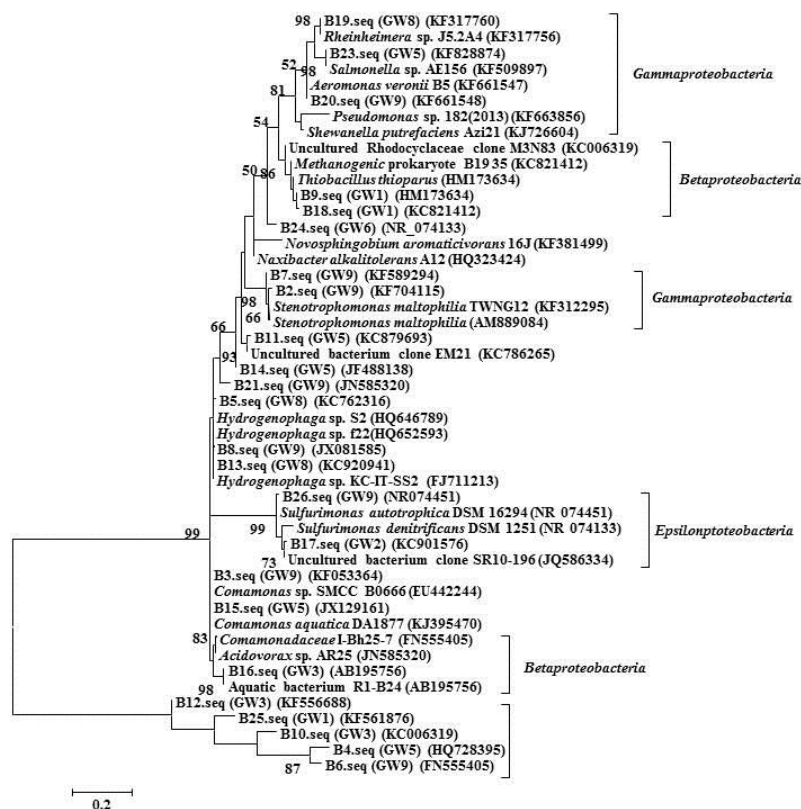 98 B19.seq (GW8) (KF317760)
Rheinheimera sp. J5.2A4 (KF317756)
B23.seq (GW5) (KF828874)
52 98 Salmonella sp. AE156 (KF509897)
Gammaproteobacteria
Aeromonas veronii B5 (KF661547)
81 B20.seq (GW9) (KF661548)
Pseudomonas sp. 182(2013) (KF663856)
54 Shewanella putrefaciens Azi21 (KJ726604)
Uncultured Rhodocyclaceae clone M3N83 (KC006319)
Methanogenic prokaryote B19 35 (KC821412)
50 86 Thiobacillus thioparus (HM173634)
Betaproteobacteria
B9.seq (GW1) (HM173634)
B18.seq (GW1) (KC821412)
B24.seq (GW6) (NR_074133)
Novosphingobium aromaticivorans 16J (KF381499)
Naxibacter alkalitolerans A12 (HQ323424)
B7.seq (GW9) (KF589294)
B2.seq (GW9) (KF704115)
Gammaproteobacteria
98 Stenotrophomonas maltophilia TWNG12 (KF312295)
66 Stenotrophomonas maltophilia (AM889084)
66 B11.seq (GW5) (KC879693)
93 Uncultured bacterium clone EM21 (KC786265)
B14.seq (GW5) (JF488138)
B21.seq (GW9) (JN585320)
B5.seq (GW8) (KC762316)
Hydrogenophaga sp. S2 (HQ646789)
Hydrogenophaga sp. f22(HQ652593)
B8.seq (GW9) (JX081585)
B13.seq (GW8) (KC920941)
Hydrogenophaga sp. KC-IT-SS2 (FJ711213)
B26.seq (GW9) (NR074451)
Sulfurimonas autotrophica DSM 16294 (NR 074451)
99 99 Sulfurimonas denitrificans DSM 1251 (NR 074133)
Epsilonptoteobacteria
B17.seq (GW2) (KC901576)
73 Uncultured bacterium clone SR10-196 (JQ586334)
B3.seq (GW9) (KF053364)
Comamonas sp. SMCC B0666 (EU442244)
B15.seq (GW5) (JX129161)
Comamonas aquatica DA1877 (KJ395470)
83 Comamonadaceae I-Bh25-7 (FN555405)
Acidovorax sp. AR25 (JN585320)
Betaproteobacteria
B16.seq (GW3) (AB195756)
98 Aquatic bacterium R1-B24 (AB195756)
B12.seq (GW3) (KF556688)
B25.seq (GW1) (KF561876)
B10.seq (GW3) (KC006319)
B4.seq (GW5) (HQ728395)
87 B6.seq (GW9) (FN555405)
0.2